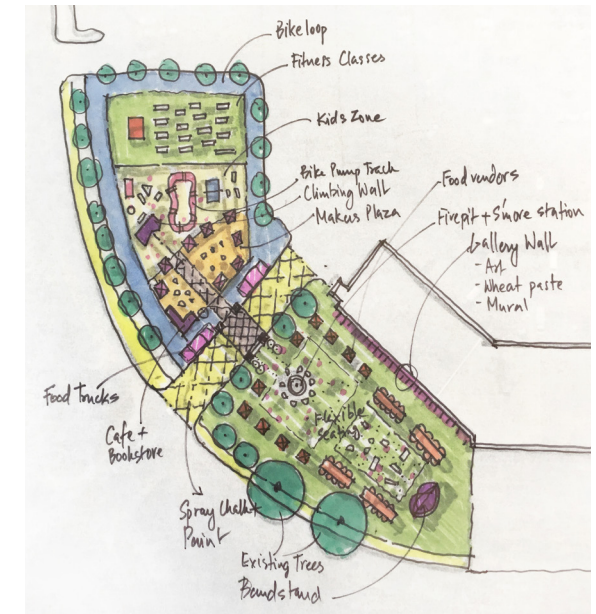 Bike loop
Fitness Classes
Kids Zone
Bike Pump Track
Climbing Wall
Makers Plaza
Food vendors
Firepit + S'more station
Gallery Wall
- Art
- Wheat paste
- Mural
Flexible
seating
Food Trucks
Cafe +
Bookstore
Spray Chalk +
Paint
Existing Trees
Bandstand